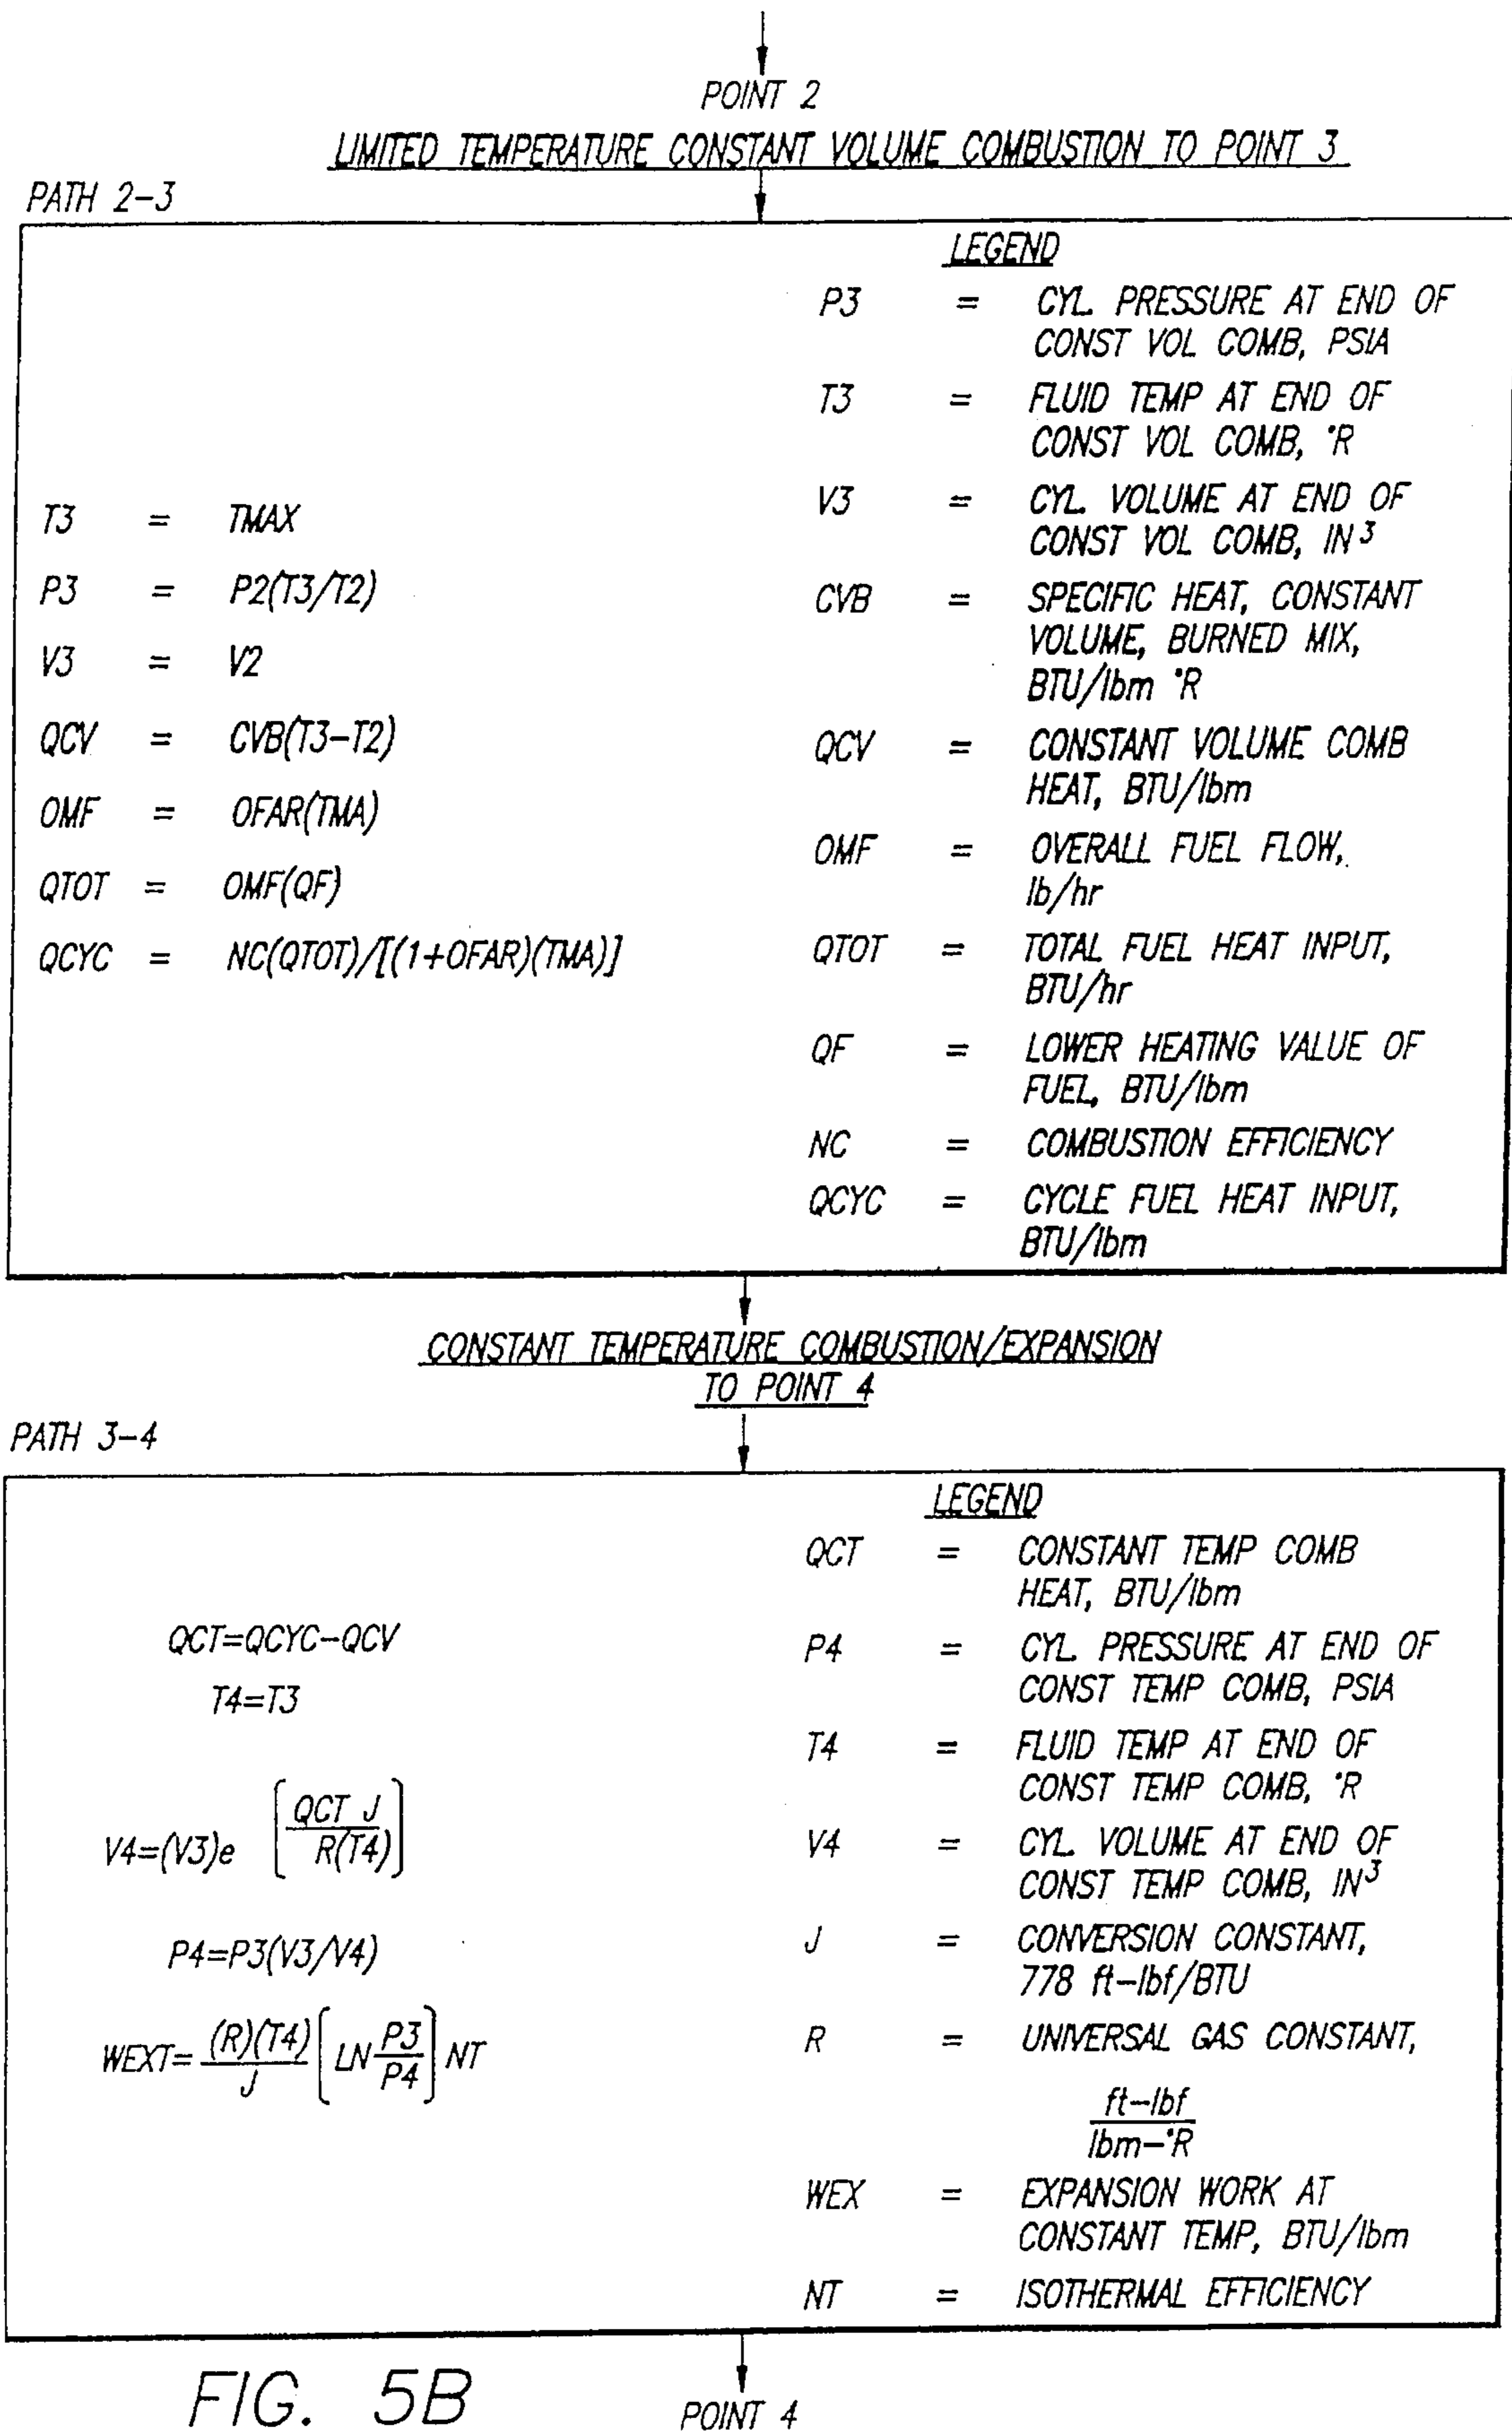 POINT 2
LIMITED TEMPERATURE CONSTANT VOLUME COMBUSTION TO POINT 3
PATH 2-3
T3 = TMAX
P3 = P2(T3/T2)
V3 = V2
QCV = CVB(T3-T2)
OMF = OFAR(TMA)
QTOT = OMF(QF)
QCYC = NC(QTOT)/[(1+OFAR)(TMA)]
LEGEND
P3 = CYL. PRESSURE AT END OF
CONST VOL COMB, PSIA
T3 = FLUID TEMP AT END OF
CONST VOL COMB, °R
V3 = CYL. VOLUME AT END OF
CONST VOL COMB, IN³
CVB = SPECIFIC HEAT, CONSTANT
VOLUME, BURNED MIX,
BTU/lbm °R
QCV = CONSTANT VOLUME COMB
HEAT, BTU/lbm
OMF = OVERALL FUEL FLOW,
lb/hr
QTOT = TOTAL FUEL HEAT INPUT,
BTU/hr
QF = LOWER HEATING VALUE OF
FUEL, BTU/lbm
NC = COMBUSTION EFFICIENCY
QCYC = CYCLE FUEL HEAT INPUT,
BTU/lbm
CONSTANT TEMPERATURE COMBUSTION/EXPANSION
TO POINT 4
PATH 3-4
QCT=QCYC-QCV
T4=T3
V4=(V3)e [QCT J / R(T4)]
P4=P3(V3/V4)
WEXT= (R)(T4)/J [LN P3/P4] NT
LEGEND
QCT = CONSTANT TEMP COMB
HEAT, BTU/lbm
P4 = CYL. PRESSURE AT END OF
CONST TEMP COMB, PSIA
T4 = FLUID TEMP AT END OF
CONST TEMP COMB, °R
V4 = CYL. VOLUME AT END OF
CONST TEMP COMB, IN³
J = CONVERSION CONSTANT,
778 ft-lbf/BTU
R = UNIVERSAL GAS CONSTANT,
ft-lbf
lbm-°R
WEX = EXPANSION WORK AT
CONSTANT TEMP, BTU/lbm
NT = ISOTHERMAL EFFICIENCY
FIG. 5B
POINT 4